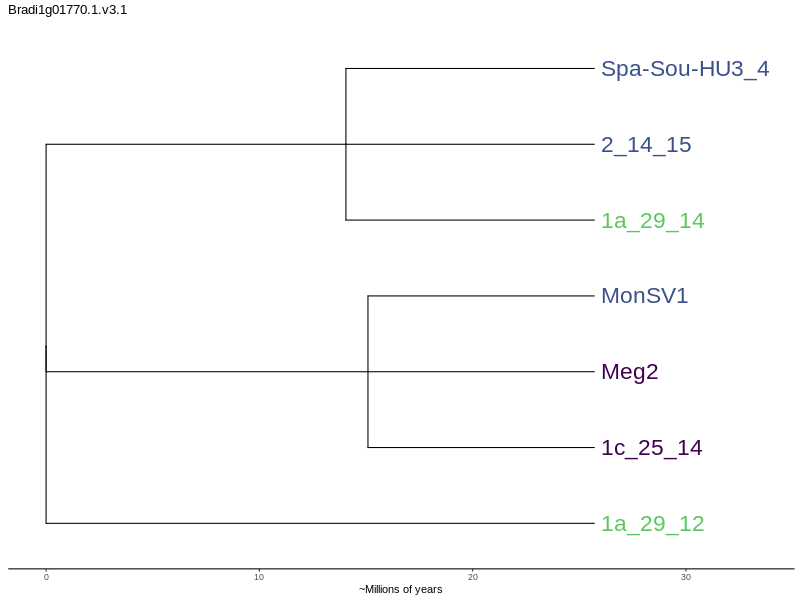 Bradi1g01770.1.v3.1
Spa-Sou-HU3_4
2_14_15
1a_29_14
MonSV1
Meg2
1c_25_14
1a_29_12
0 10 20 30
~Millions of years